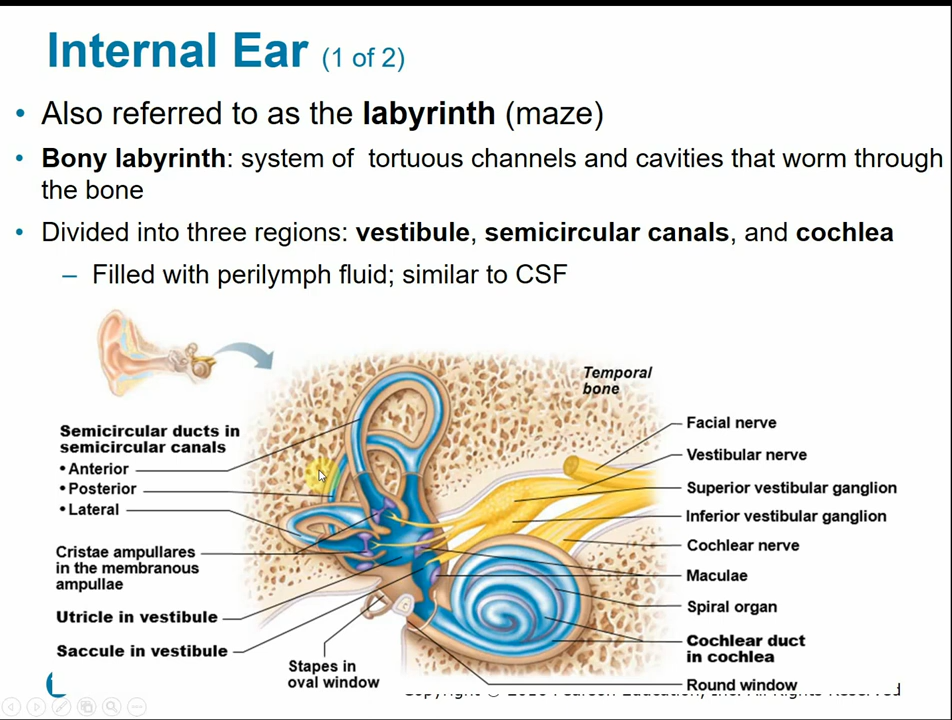 Internal Ear (1 of 2)
• Also referred to as the labyrinth (maze)
• Bony labyrinth: system of tortuous channels and cavities that worm through
the bone
• Divided into three regions: vestibule, semicircular canals, and cochlea
– Filled with perilymph fluid; similar to CSF
Temporal
bone
Semicircular ducts in
semicircular canals
• Anterior
• Posterior
• Lateral
Cristae ampullares
in the membranous
ampullae
Utricle in vestibule
Saccule in vestibule
Stapes in
oval window
Facial nerve
Vestibular nerve
Superior vestibular ganglion
Inferior vestibular ganglion
Cochlear nerve
Maculae
Spiral organ
Cochlear duct
in cochlea
Round window